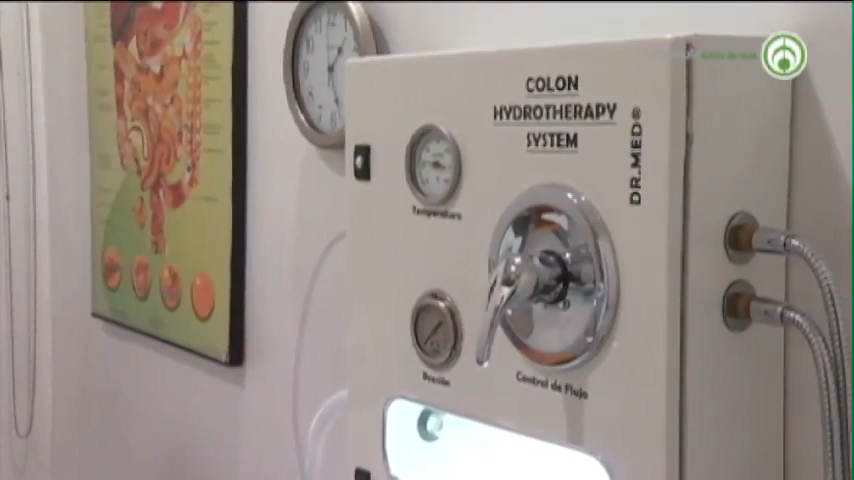 COLON
HYDROTHERAPY
SYSTEM
DR.MED®
Temperatura
Presión
Control de Flujo